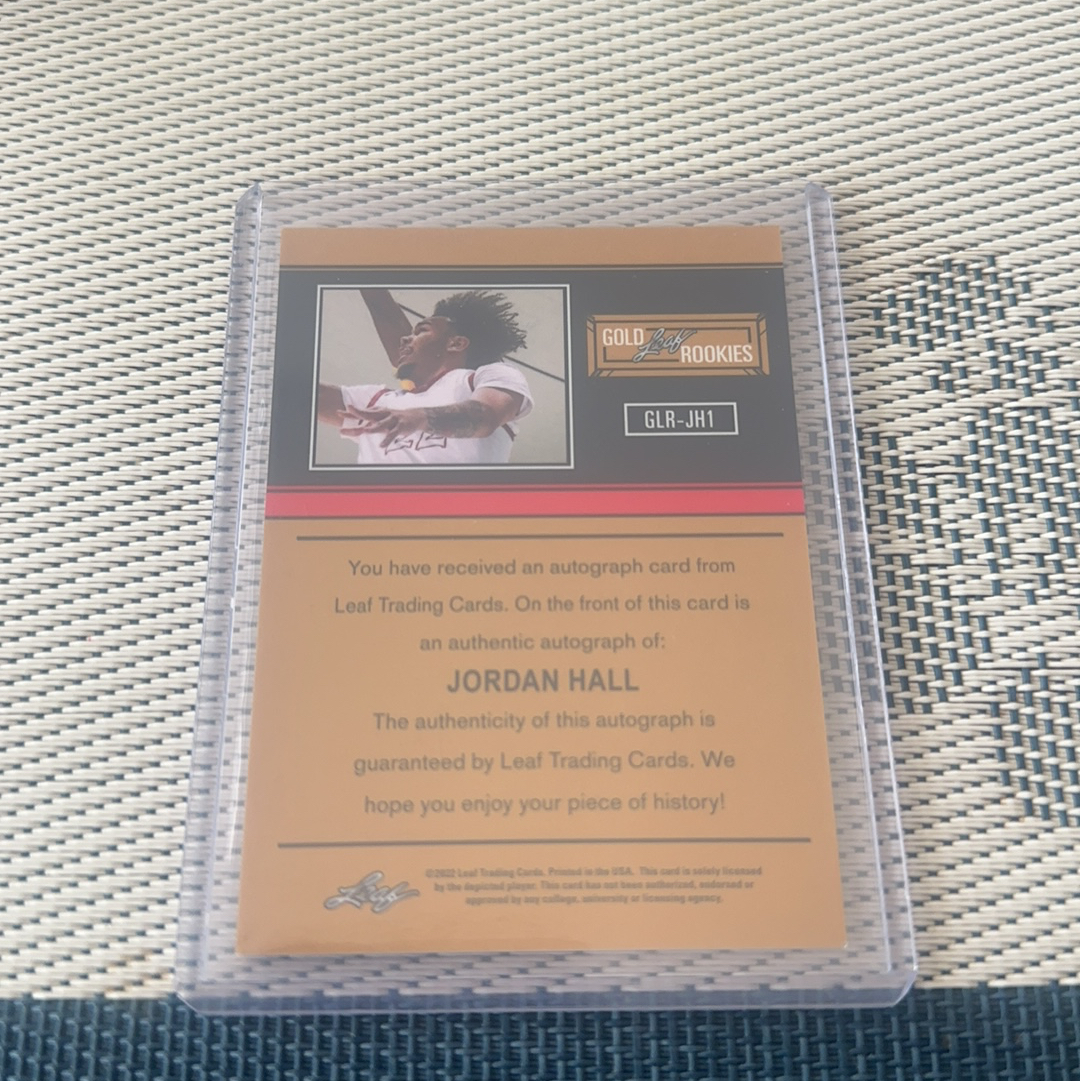 GOLD Leaf ROOKIES
GLR-JH1
22
You have received an autograph card from
Leaf Trading Cards. On the front of this card is
an authentic autograph of:
JORDAN HALL
The authenticity of this autograph is
guaranteed by Leaf Trading Cards. We
hope you enjoy your piece of history!
Leaf
©2022 Leaf Trading Cards. Printed in the USA. This card is solely licensed
by the depicted player. This card has not been authorized, endorsed or
approved by any college, university or licensing agency.